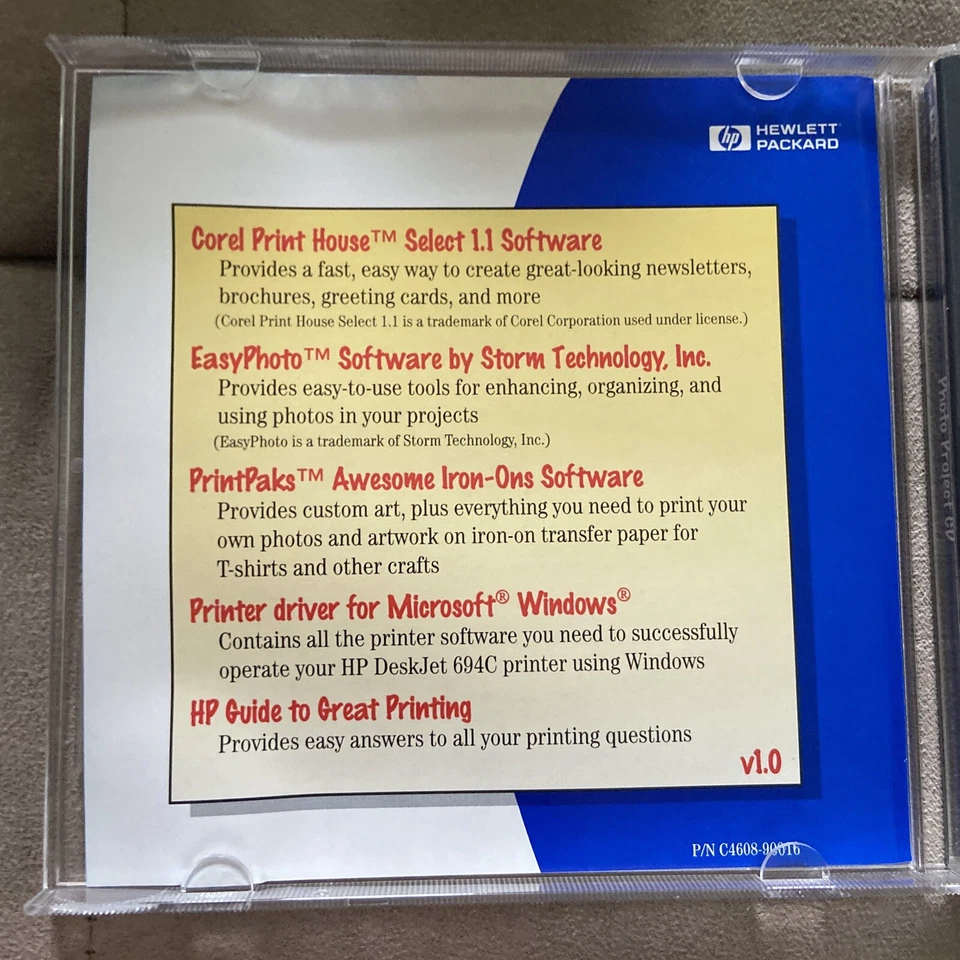 hp HEWLETT
PACKARD
Corel Print House™ Select 1.1 Software
Provides a fast, easy way to create great-looking newsletters,
brochures, greeting cards, and more
(Corel Print House Select 1.1 is a trademark of Corel Corporation used under license.)
EasyPhoto™ Software by Storm Technology, Inc.
Provides easy-to-use tools for enhancing, organizing, and
using photos in your projects
(EasyPhoto is a trademark of Storm Technology, Inc.)
PrintPaks™ Awesome Iron-Ons Software
Provides custom art, plus everything you need to print your
own photos and artwork on iron-on transfer paper for
T-shirts and other crafts
Printer driver for Microsoft® Windows®
Contains all the printer software you need to successfully
operate your HP DeskJet 694C printer using Windows
HP Guide to Great Printing
Provides easy answers to all your printing questions
v1.0
P/N C4608-90016
Photo Project CD